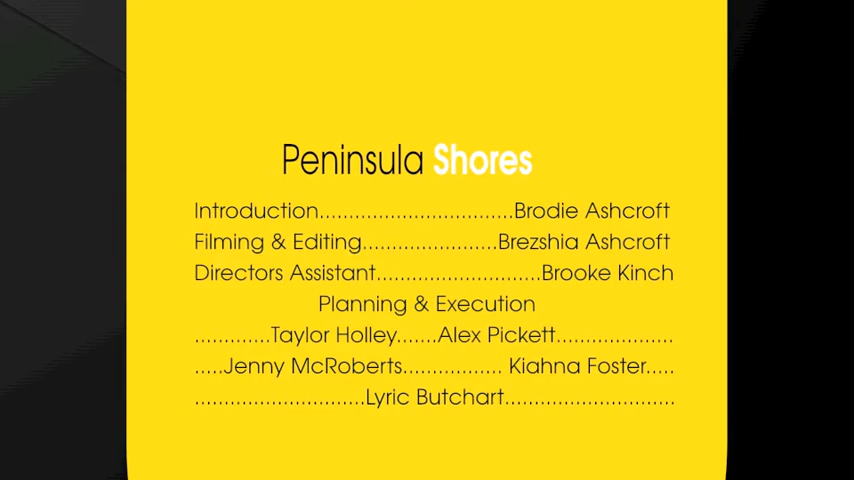 Peninsula Shores
Introduction.................................Brodie Ashcroft
Filming & Editing.......................Brezshia Ashcroft
Directors Assistant............................Brooke Kinch
Planning & Execution
.............Taylor Holley.......Alex Pickett....................
.....Jenny McRoberts................. Kiahna Foster.....
.............................Lyric Butchart.............................